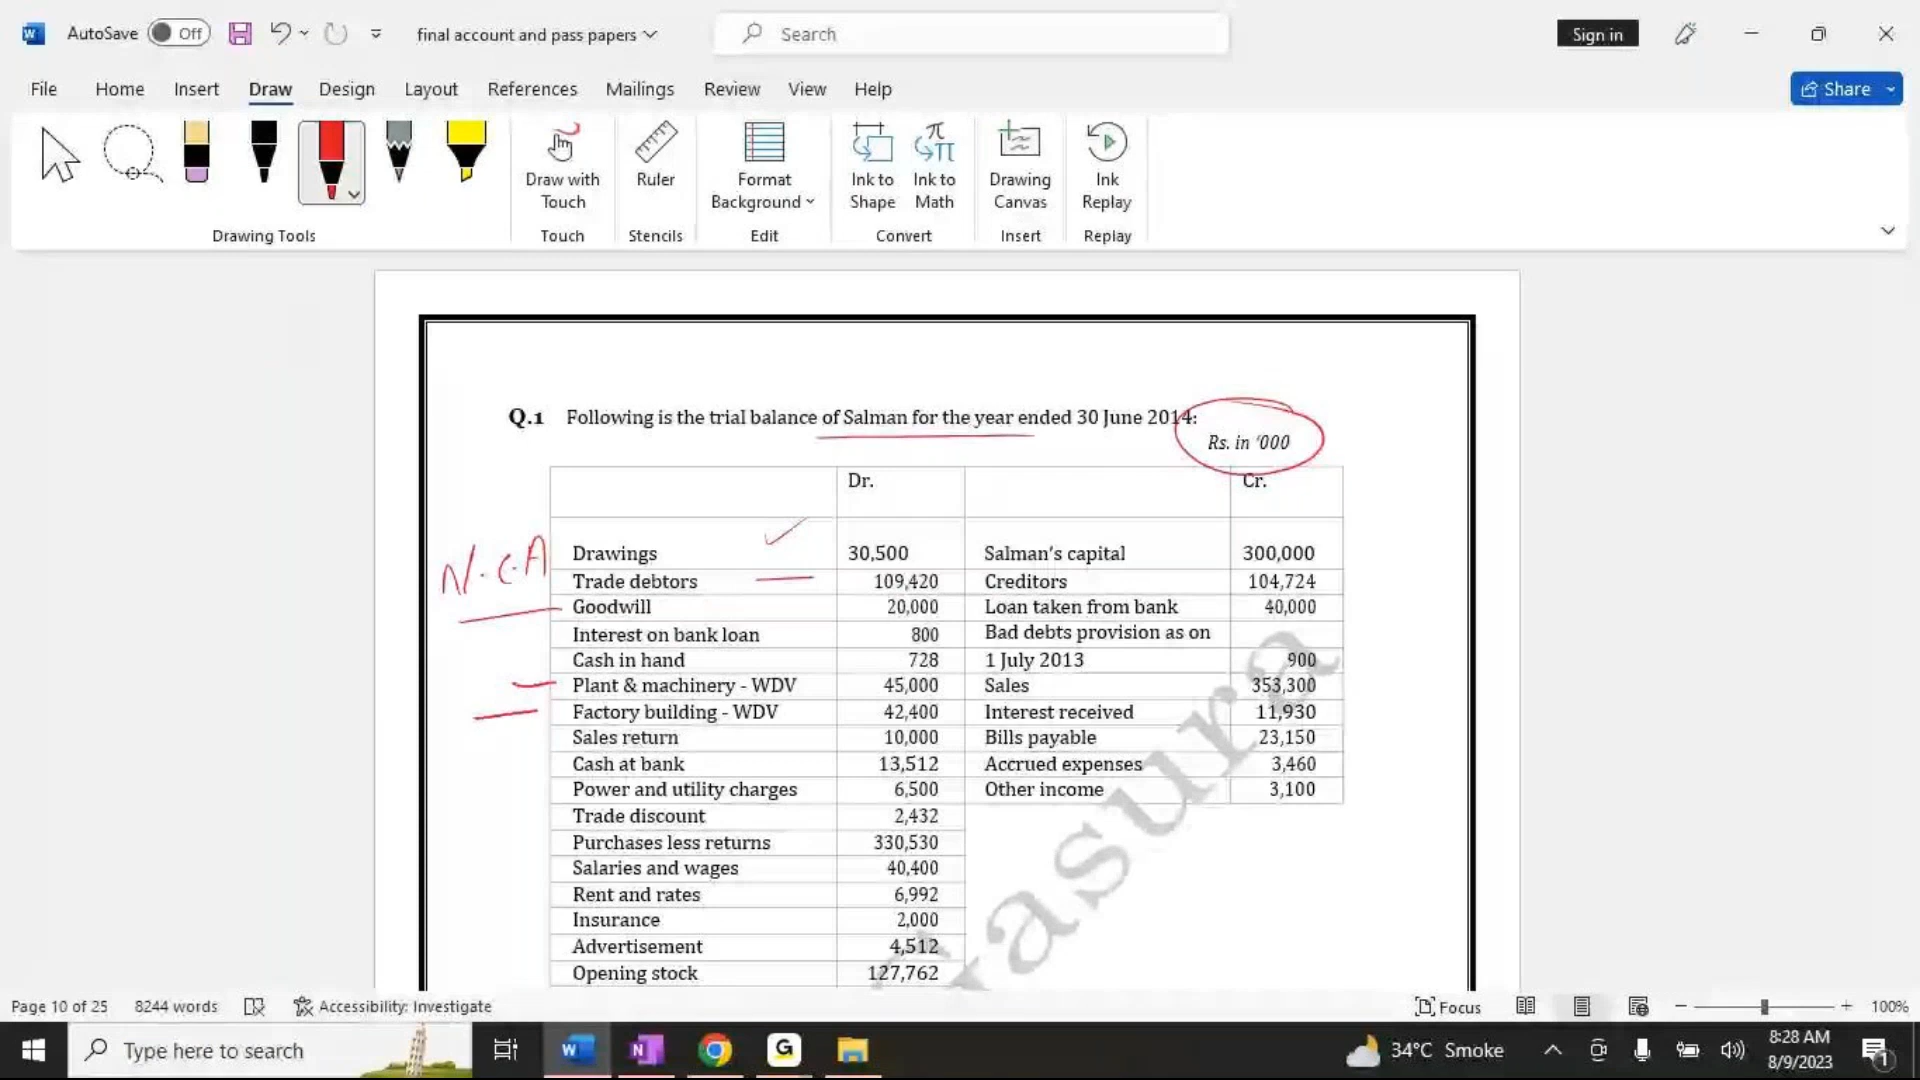 AutoSave Off final account and pass papers Search Sign in
File Home Insert Draw Design Layout References Mailings Review View Help Share
Draw with Touch
Ruler
Format Background
Ink to Shape
Ink to Math
Drawing Canvas
Ink Replay
Drawing Tools Touch Stencils Edit Convert Insert Replay
Q.1 Following is the trial balance of Salman for the year ended 30 June 2014:
Rs. in ‘000
Dr. Cr.
N.C.A
Drawings 30,500 Salman’s capital 300,000
Trade debtors 109,420 Creditors 104,724
Goodwill 20,000 Loan taken from bank 40,000
Interest on bank loan 800 Bad debts provision as on
Cash in hand 728 1 July 2013 900
Plant & machinery - WDV 45,000 Sales 353,300
Factory building - WDV 42,400 Interest received 11,930
Sales return 10,000 Bills payable 23,150
Cash at bank 13,512 Accrued expenses 3,460
Power and utility charges 6,500 Other income 3,100
Trade discount 2,432
Purchases less returns 330,530
Salaries and wages 40,400
Rent and rates 6,992
Insurance 2,000
Advertisement 4,512
Opening stock 127,762
Page 10 of 25 8244 words Accessibility: Investigate Focus 100%
Type here to search 34°C Smoke 8:28 AM
8/9/2023
1